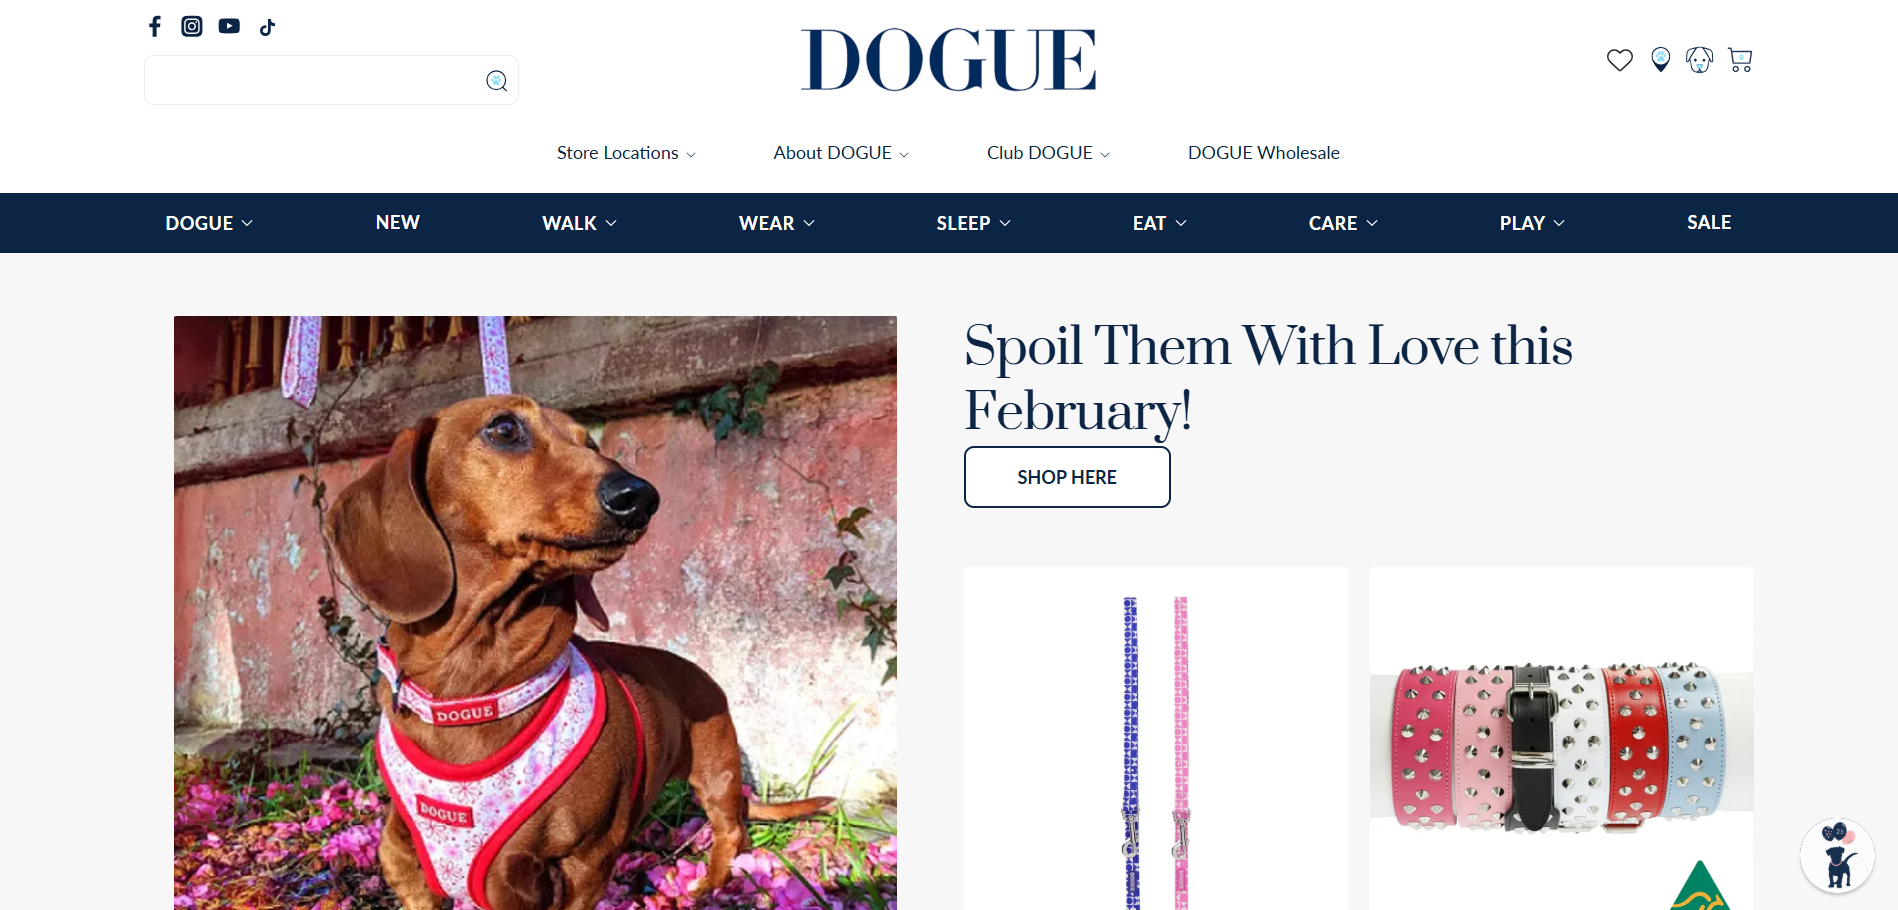 DOGUE
Store Locations
About DOGUE
Club DOGUE
DOGUE Wholesale
DOGUE
NEW
WALK
WEAR
SLEEP
EAT
CARE
PLAY
SALE
Spoil Them With Love this
February!
SHOP HERE
DOGUE
DOGUE
25